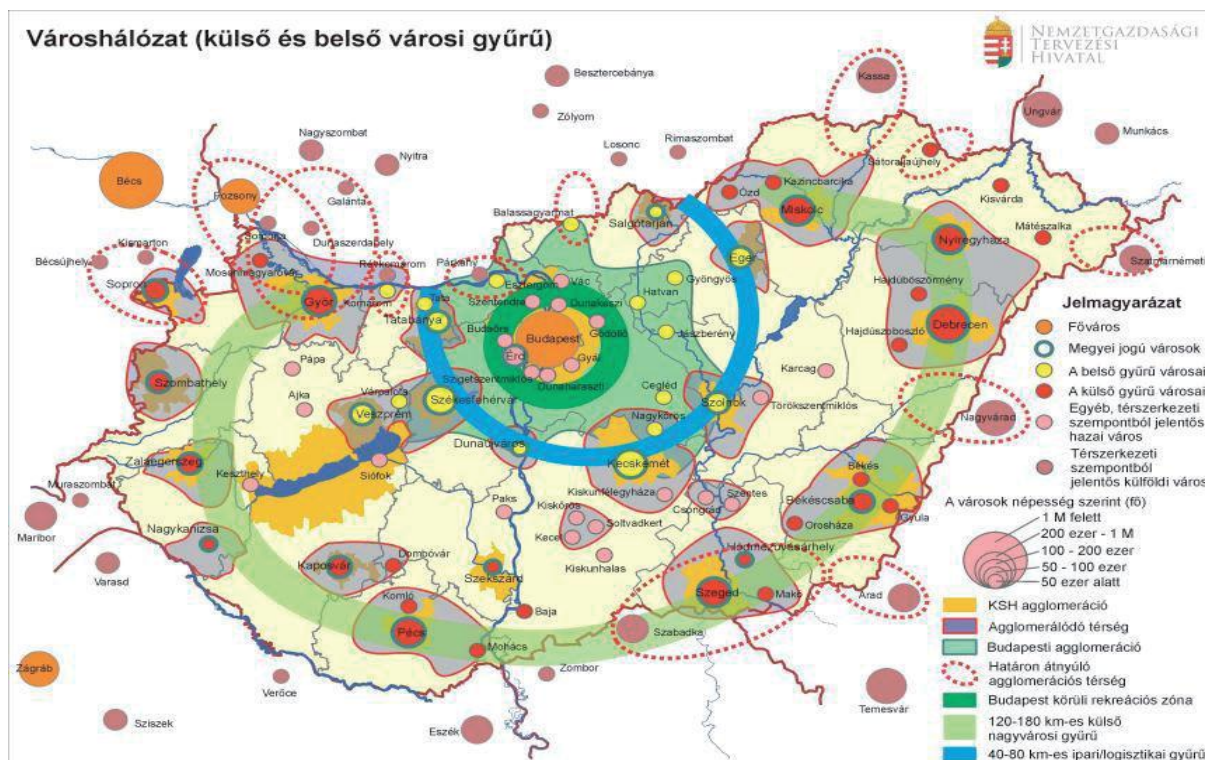 Városhálózat (külső és belső városi gyűrű)
NEMZETGAZDASÁGI
TERVEZÉSI
HIVATAL
Besztercebánya
Kassa
Zólyom
Ungvár
Munkács
Nagyszombat
Nyitra
Losonc
Rimaszombat
Bécs
Pozsony
Galánta
Sátoraljaújhely
Ózd
Kazincbarcika
Miskolc
Kisvárda
Balassagyarmat
Salgótarján
Mátészalka
Nyíregyháza
Kismarton
Somorja
Dunaszerdahely
Bécsújhely
Mosonmagyaróvár
Révkomárom
Párkány
Esztergom
Vác
Eger
Gyöngyös
Hatvan
Szatmárnémeti
Hajdúböszörmény
Sopron
Győr
Komárom
Tata
Tatabánya
Szentendre
Dunakeszi
Gödöllő
Jászberény
Debrecen
Hajdúszoboszló
Budaörs
Budapest
Érd
Gyál
Szigetszentmiklós
Dunaharaszti
Pápa
Ajka
Szombathely
Várpalota
Veszprém
Székesfehérvár
Cegléd
Nagykőrös
Szolnok
Karcag
Törökszentmiklós
Nagyvárad
Dunaújváros
Kecskemét
Zalaegerszeg
Keszthely
Siófok
Muraszombat
Maribor
Nagykanizsa
Varasd
Paks
Kiskőrös
Kiskunfélegyháza
Csongrád
Szentes
Békés
Békéscsaba
Gyula
Orosháza
Soltvadkert
Kecel
Kiskunhalas
Hódmezővásárhely
Kaposvár
Dombóvár
Szekszárd
Komló
Pécs
Baja
Mohács
Szeged
Makó
Arad
Szabadka
Zágráb
Verőce
Zombor
Sziszek
Eszék
Temesvár
Jelmagyarázat
Főváros
Megyei jogú városok
A belső gyűrű városai
A külső gyűrű városai
Egyéb, térszerkezeti
szempontból jelentős
hazai város
Térszerkezeti
szempontból
jelentős külföldi város
A városok népesség szerint (fő)
1 M felett
200 ezer - 1 M
100 - 200 ezer
50 - 100 ezer
50 ezer alatt
KSH agglomeráció
Agglomerálódó térség
Budapesti agglomeráció
Határon átnyúló
agglomerációs térség
Budapest körüli rekreációs zóna
120-180 km-es külső
nagyvárosi gyűrű
40-80 km-es ipari/logisztikai gyűrű